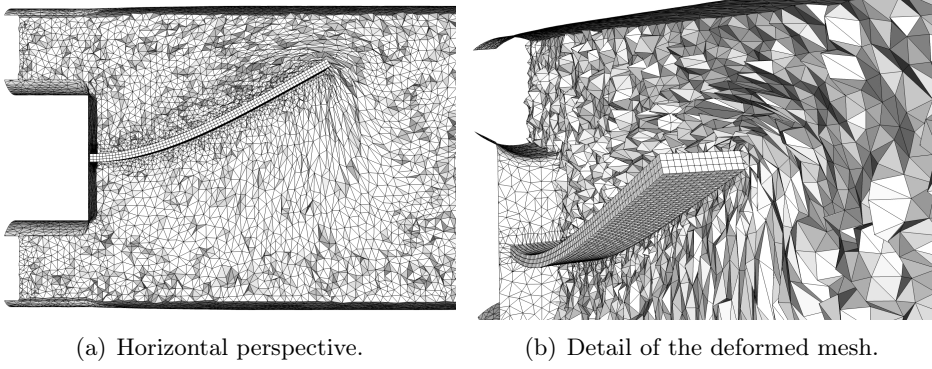 (a) Horizontal perspective.
(b) Detail of the deformed mesh.